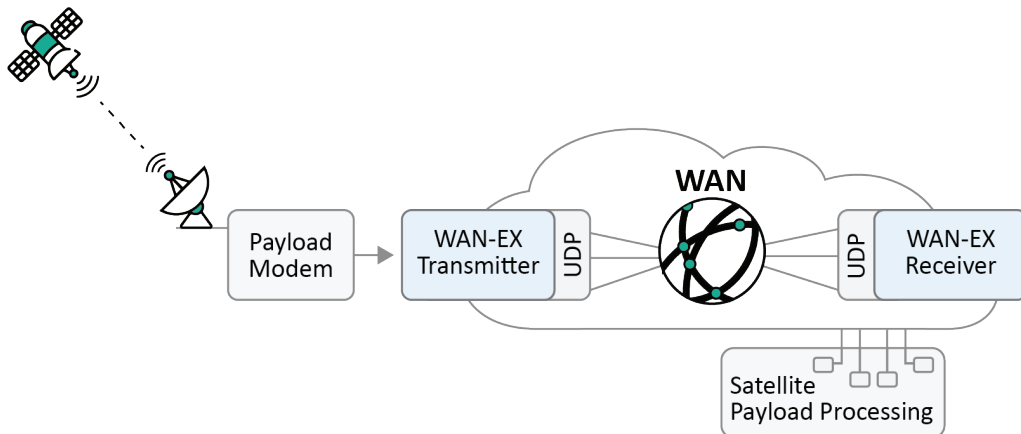 WAN
Payload
Modem
WAN-EX
Transmitter
UDP
UDP
WAN-EX
Receiver
Satellite
Payload Processing